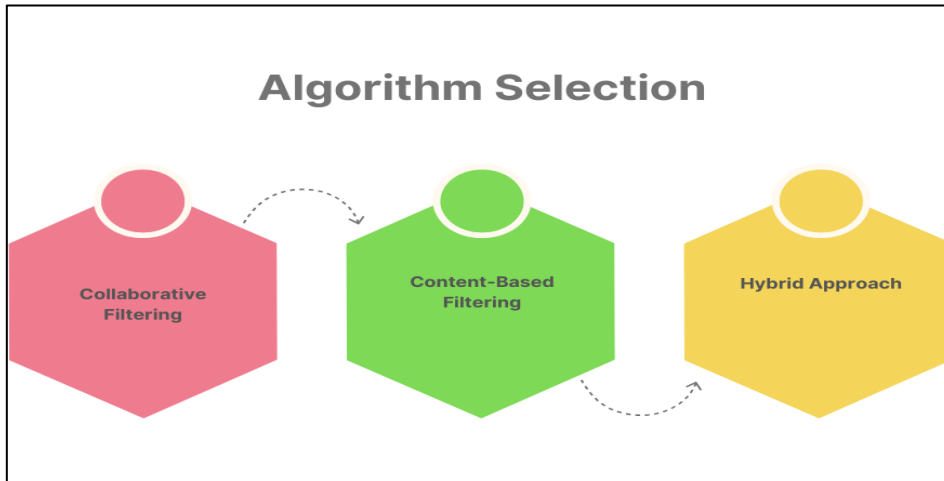 Algorithm Selection
Collaborative
Filtering
Content-Based
Filtering
Hybrid Approach